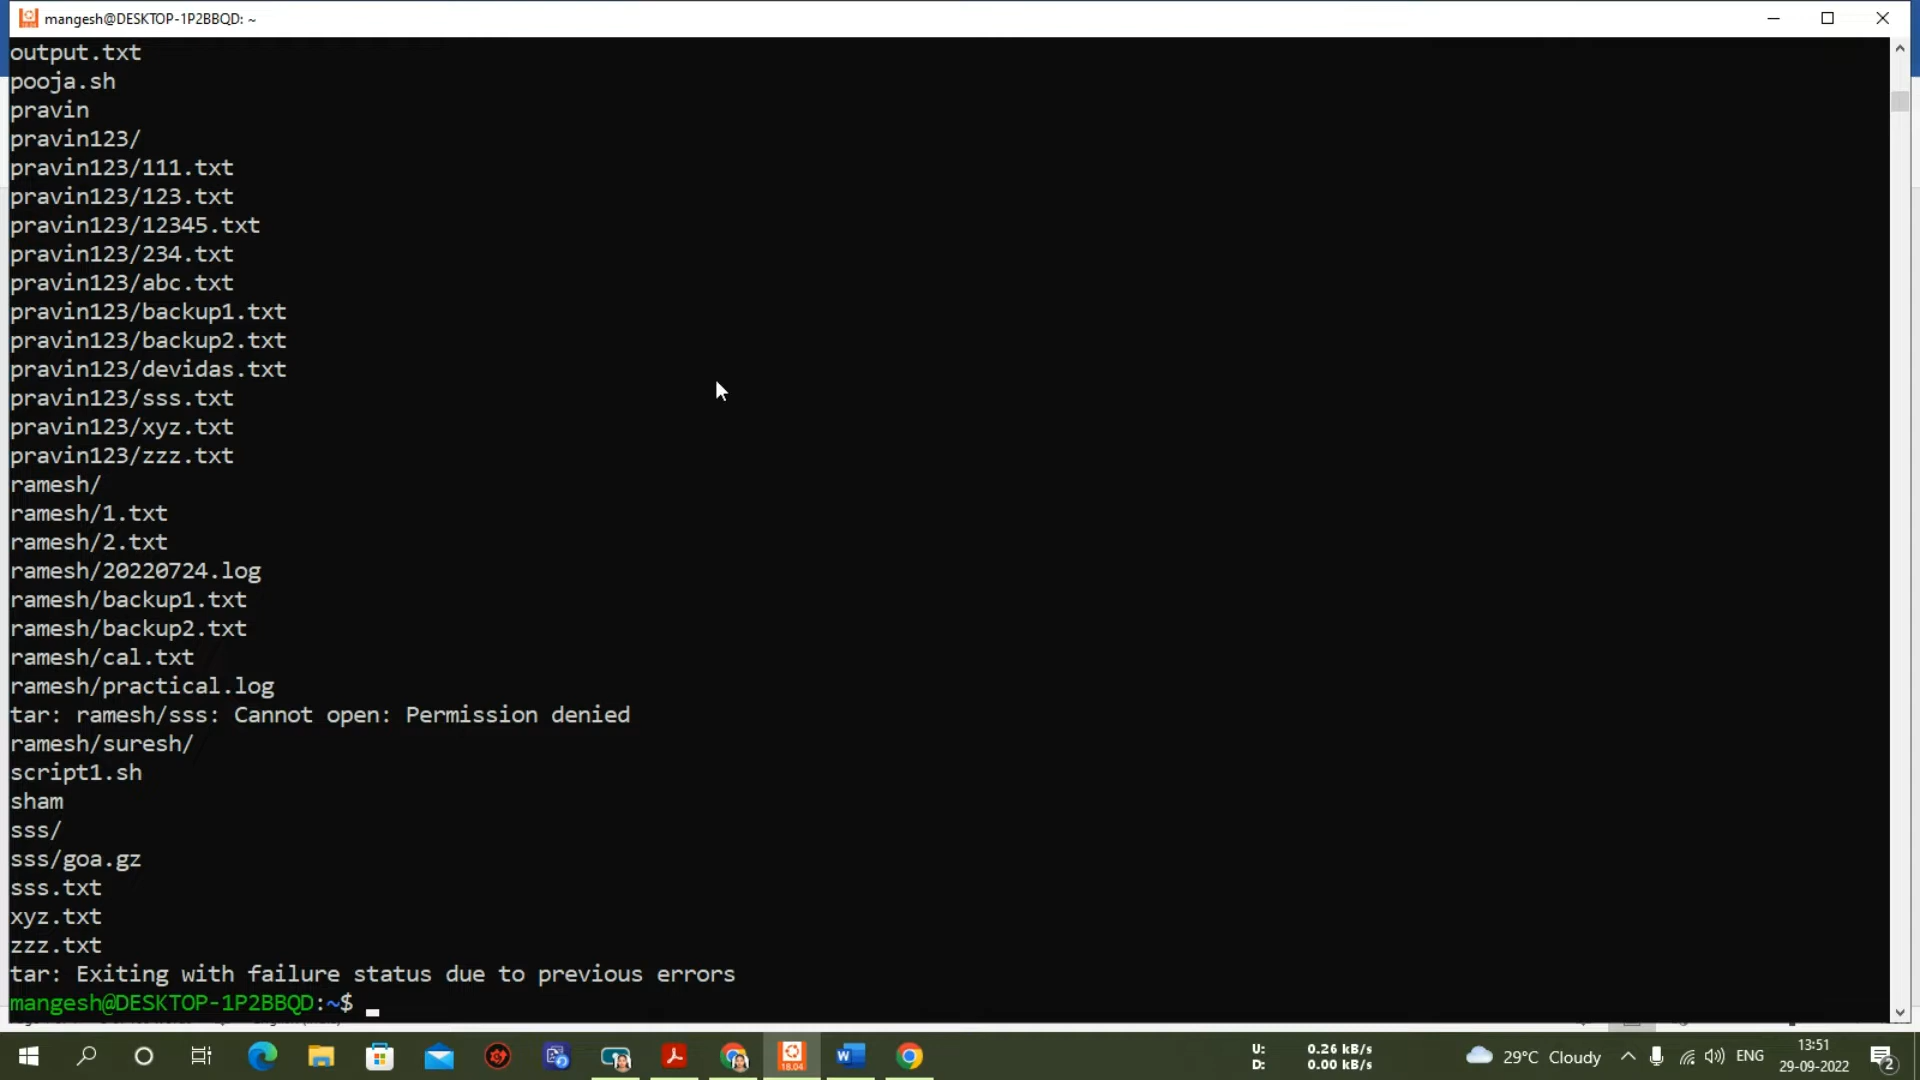 mangesh@DESKTOP-1P2BBQD: ~
output.txt
pooja.sh
pravin
pravin123/
pravin123/111.txt
pravin123/123.txt
pravin123/12345.txt
pravin123/234.txt
pravin123/abc.txt
pravin123/backup1.txt
pravin123/backup2.txt
pravin123/devidas.txt
pravin123/sss.txt
pravin123/xyz.txt
pravin123/zzz.txt
ramesh/
ramesh/1.txt
ramesh/2.txt
ramesh/20220724.log
ramesh/backup1.txt
ramesh/backup2.txt
ramesh/cal.txt
ramesh/practical.log
tar: ramesh/sss: Cannot open: Permission denied
ramesh/suresh/
script1.sh
sham
sss/
sss/goa.gz
sss.txt
xyz.txt
zzz.txt
tar: Exiting with failure status due to previous errors
mangesh@DESKTOP-1P2BBQD:~$
U: 0.26 kB/s
D: 0.00 kB/s
29°C Cloudy
ENG
13:51
29-09-2022
2
18.04